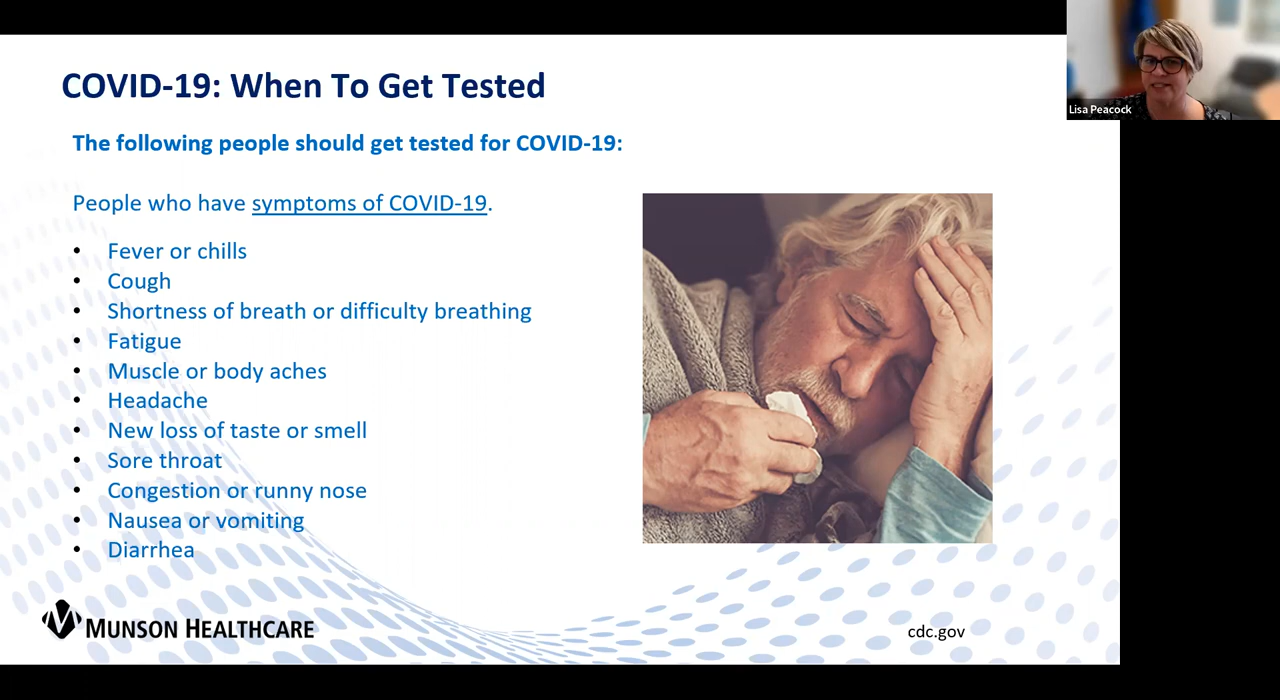 COVID-19: When To Get Tested
Lisa Peacock
The following people should get tested for COVID-19:
People who have symptoms of COVID-19.
• Fever or chills
• Cough
• Shortness of breath or difficulty breathing
• Fatigue
• Muscle or body aches
• Headache
• New loss of taste or smell
• Sore throat
• Congestion or runny nose
• Nausea or vomiting
• Diarrhea
MUNSON HEALTHCARE
cdc.gov